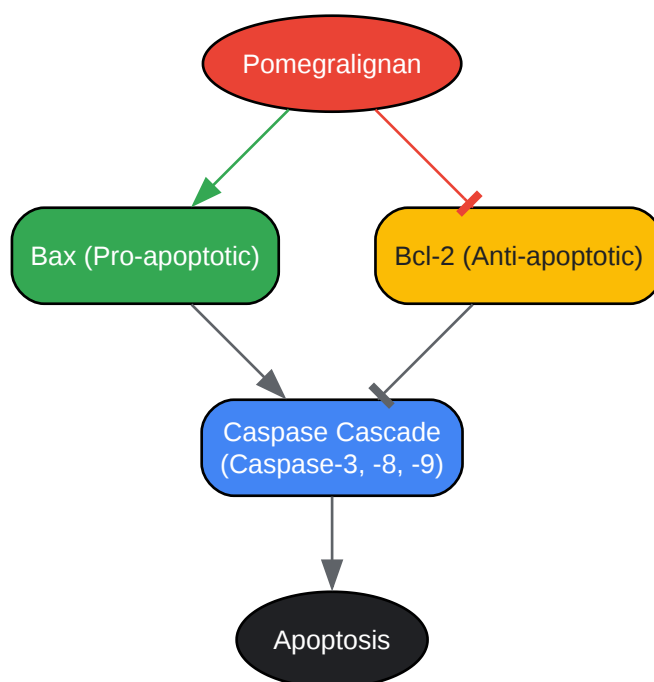 Pomegralignan
Bax (Pro-apoptotic)
Bcl-2 (Anti-apoptotic)
Caspase Cascade
(Caspase-3, -8, -9)
Apoptosis